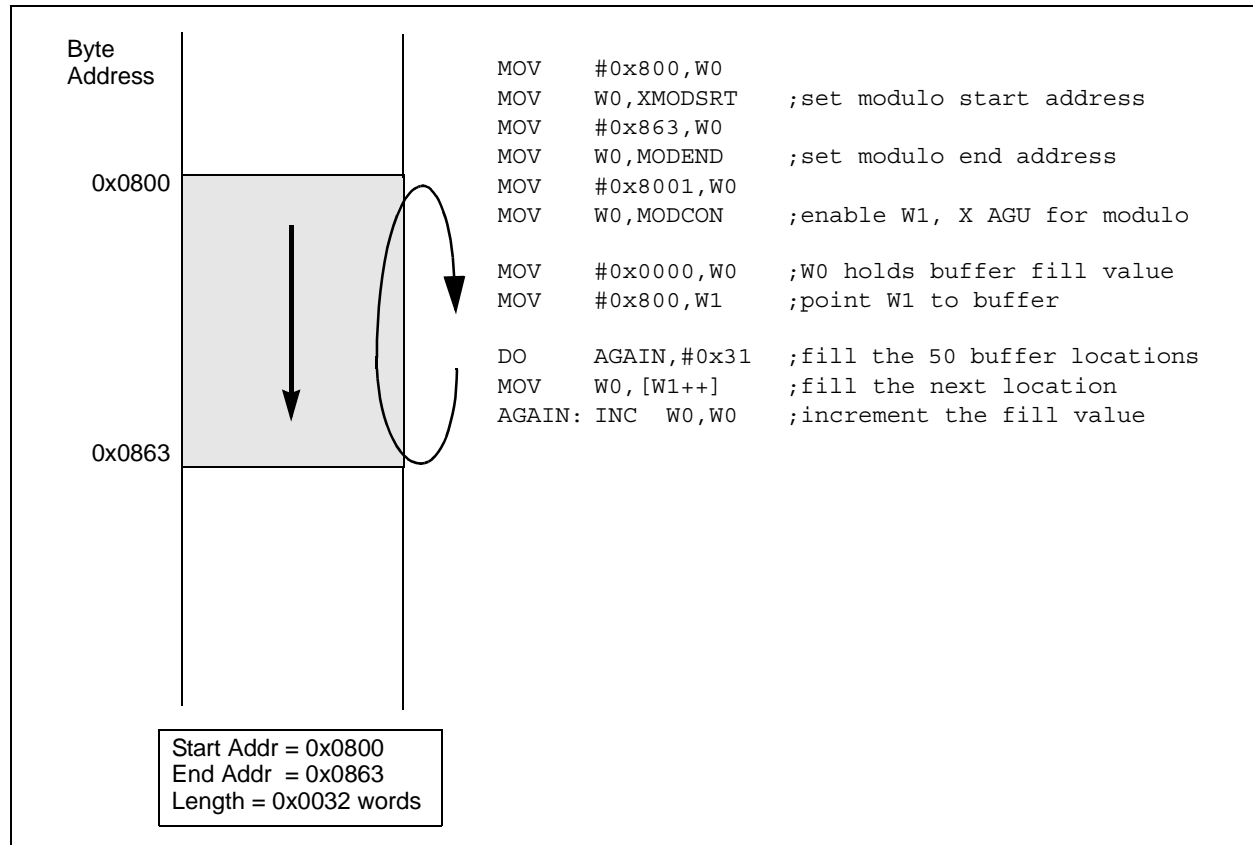 Byte
Address
0x0800
0x0863
MOV #0x800,W0
MOV W0,XMODSRT ;set modulo start address
MOV #0x863,W0
MOV W0,MODEND ;set modulo end address
MOV #0x8001,W0
MOV W0,MODCON ;enable W1, X AGU for modulo
MOV #0x0000,W0 ;W0 holds buffer fill value
MOV #0x800,W1 ;point W1 to buffer
DO AGAIN,#0x31 ;fill the 50 buffer locations
MOV W0,[W1++] ;fill the next location
AGAIN: INC W0,W0 ;increment the fill value
Start Addr = 0x0800
End Addr = 0x0863
Length = 0x0032 words